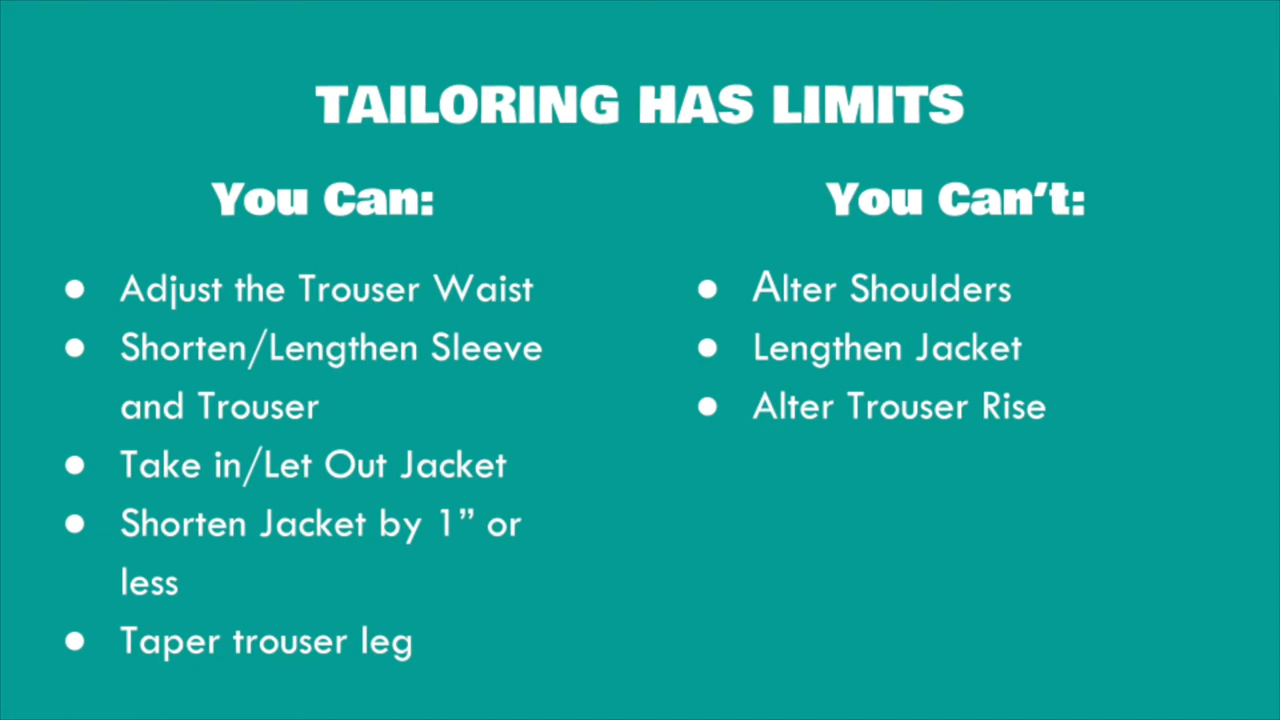 TAILORING HAS LIMITS
You Can:
● Adjust the Trouser Waist
● Shorten/Lengthen Sleeve
and Trouser
● Take in/Let Out Jacket
● Shorten Jacket by 1” or
less
● Taper trouser leg
You Can’t:
● Alter Shoulders
● Lengthen Jacket
● Alter Trouser Rise